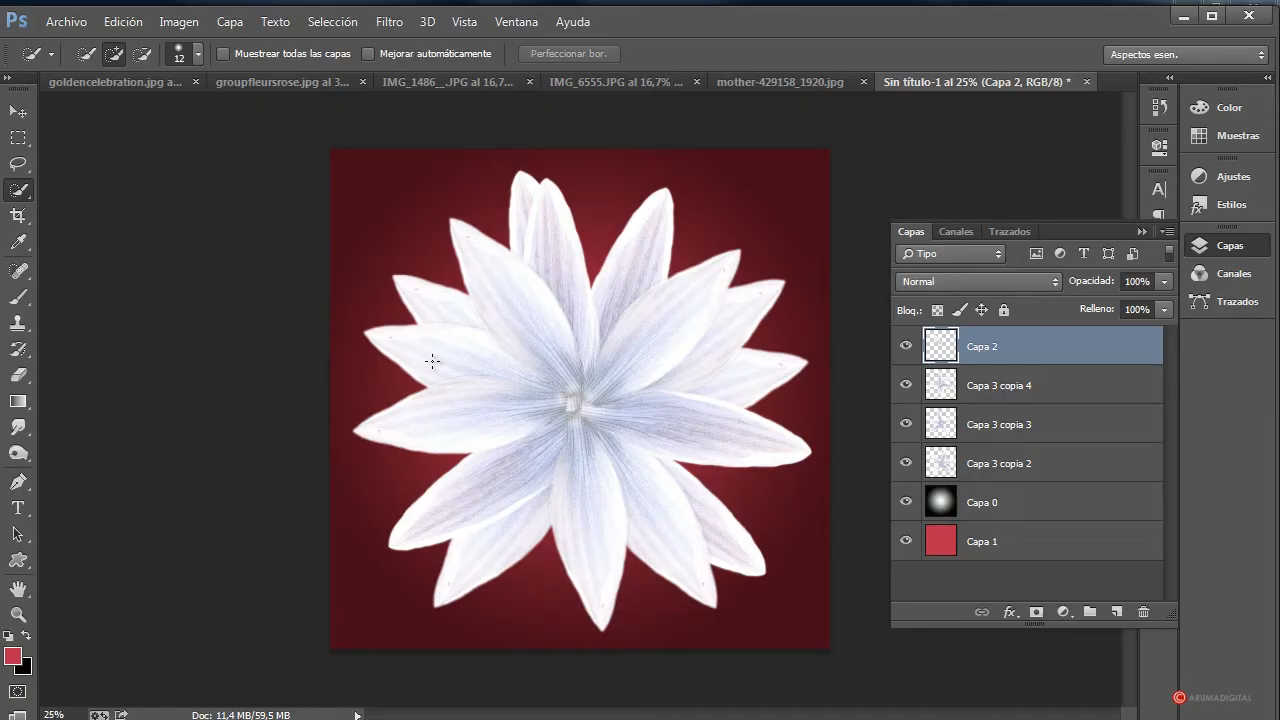 Ps Archivo Edición Imagen Capa Texto Selección Filtro 3D Vista Ventana Ayuda
12 Muestrear todas las capas Mejorar automáticamente Perfeccionar bor. Aspectos esen.
goldencelebration.jpg a... × groupfleursrose.jpg al 3... × IMG_1486__.JPG al 16,7... × IMG_6555.JPG al 16,7% ... × mother-429158_1920.jpg × Sin título-1 al 25% (Capa 2, RGB/8) * ×
Color
Muestras
Ajustes
Estilos
Capas
Canales
Trazados
Capas Canales Trazados
Tipo
Normal Opacidad: 100%
Bloq.: Relleno: 100%
Capa 2
Capa 3 copia 4
Capa 3 copia 3
Capa 3 copia 2
Capa 0
Capa 1
fx
A
T
© ARUMADIGITAL
25% Doc: 11,4 MB/59,5 MB